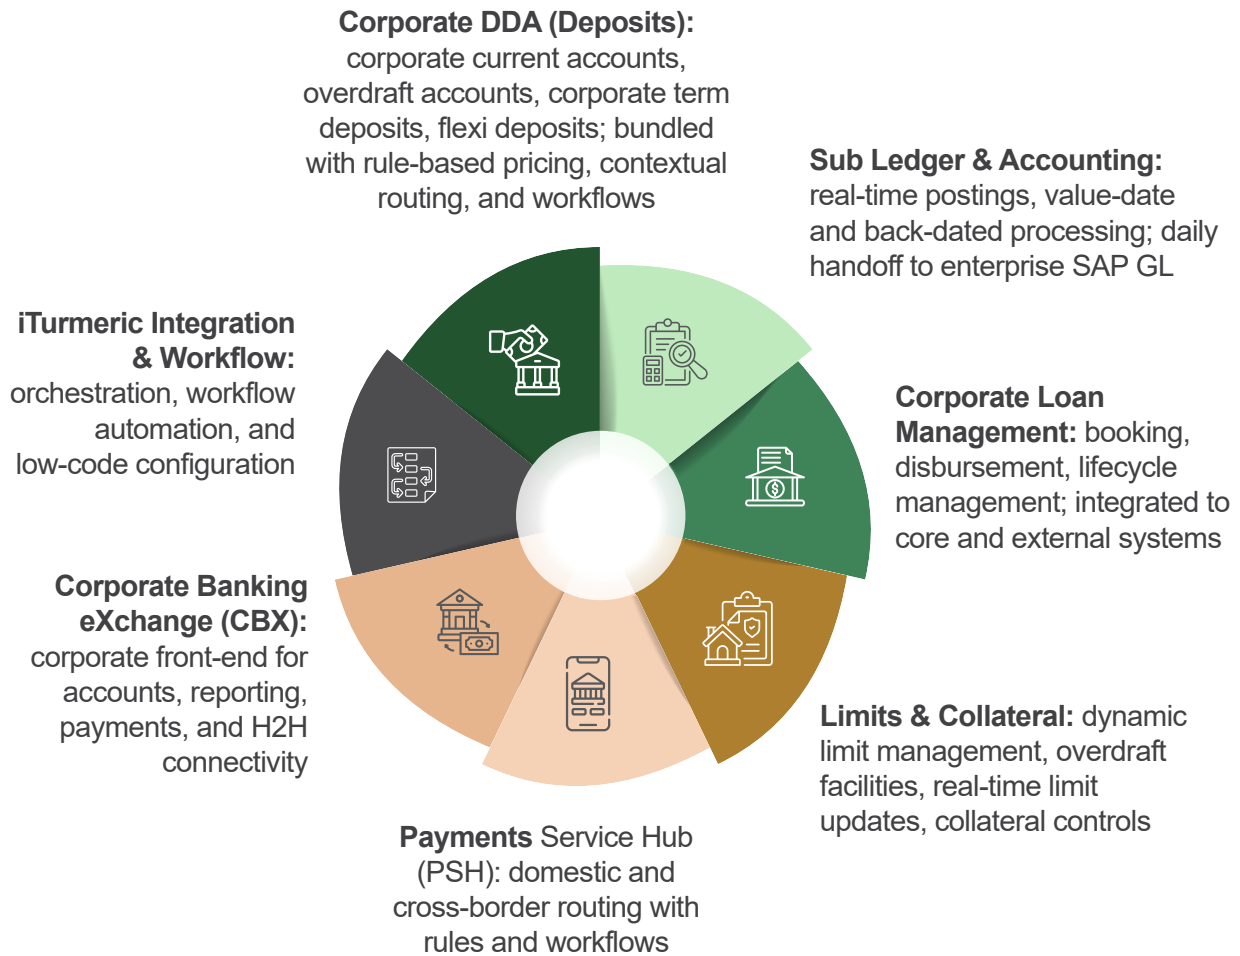 Corporate DDA (Deposits):
corporate current accounts,
overdraft accounts, corporate term
deposits, flexi deposits; bundled
with rule-based pricing, contextual
routing, and workflows
Sub Ledger & Accounting:
real-time postings, value-date
and back-dated processing; daily
handoff to enterprise SAP GL
Corporate Loan
Management: booking,
disbursement, lifecycle
management; integrated to
core and external systems
Limits & Collateral: dynamic
limit management, overdraft
facilities, real-time limit
updates, collateral controls
Payments Service Hub
(PSH): domestic and
cross-border routing with
rules and workflows
Corporate Banking
eXchange (CBX):
corporate front-end for
accounts, reporting,
payments, and H2H
connectivity
iTurmeric Integration
& Workflow:
orchestration, workflow
automation, and
low-code configuration